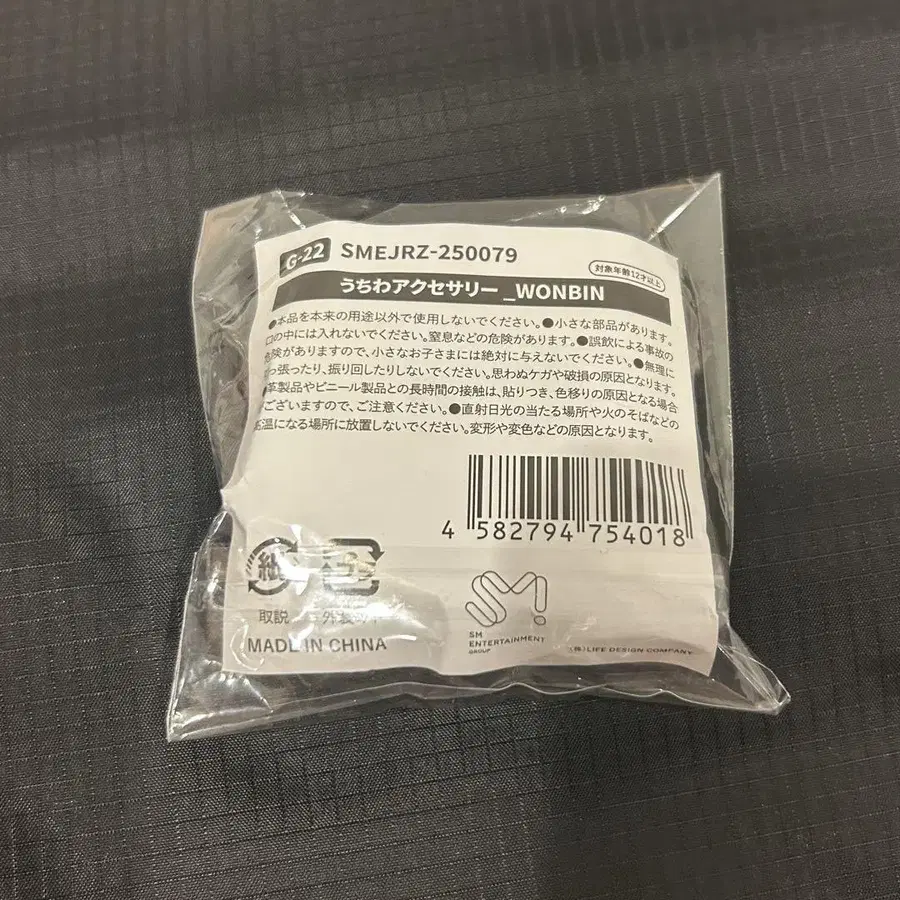 G-22 SMEJRZ-250079
対象年齢12才以上
うちわアクセサリー _WONBIN
●本品を本来の用途以外で使用しないでください。●小さな部品があります。
口の中には入れないでください。窒息などの危険があります。●誤飲による事故の
危険がありますので、小さなお子さまには絶対に与えないでください。●無理に
っ張ったり、振り回したりしないでください。思わぬケガや破損の原因となります。
革製品やビニール製品との長時間の接触は、貼りつき、色移りの原因となる場合
ございますので、ご注意ください。●直射日光の当たる場所や火のそばなどの
高温になる場所に放置しないでください。変形や変色などの原因となります。
4 582794 754018
紙
取説
MADE IN CHINA
SM
SM
ENTERTAINMENT
GROUP
(株)LIFE DESIGN COMPANY